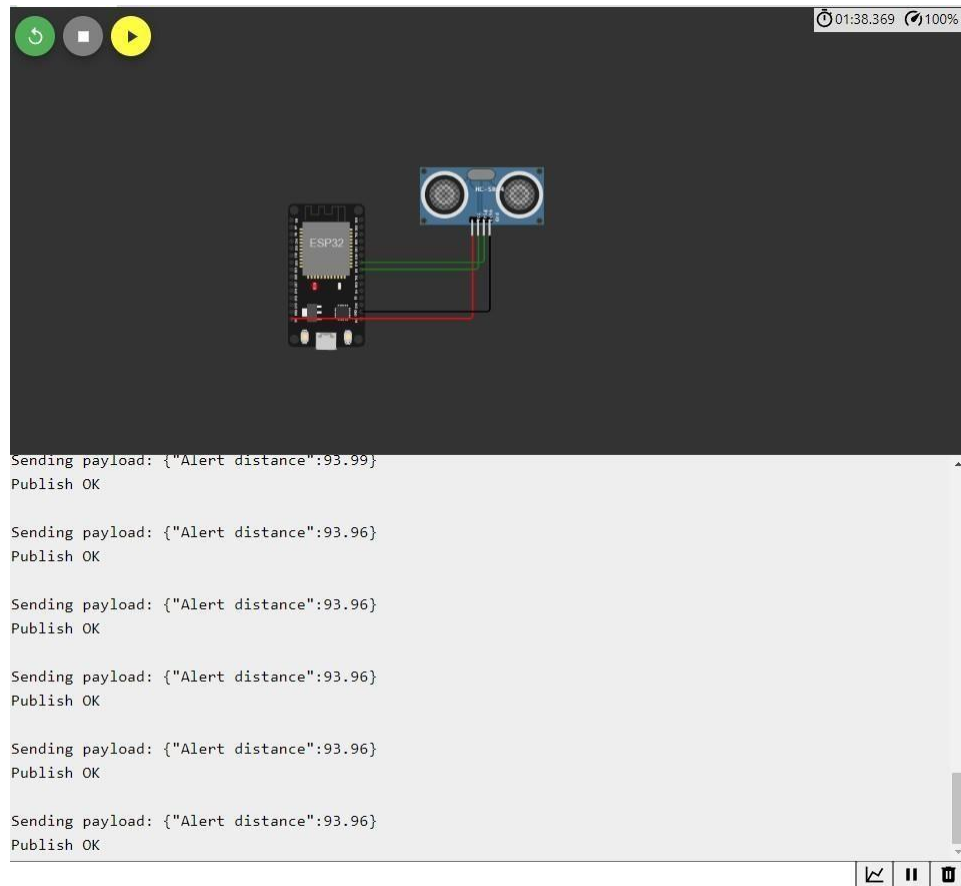 01:38.369 100%
ESP32
Sending payload: {"Alert distance":93.99}
Publish OK
Sending payload: {"Alert distance":93.96}
Publish OK
Sending payload: {"Alert distance":93.96}
Publish OK
Sending payload: {"Alert distance":93.96}
Publish OK
Sending payload: {"Alert distance":93.96}
Publish OK
Sending payload: {"Alert distance":93.96}
Publish OK